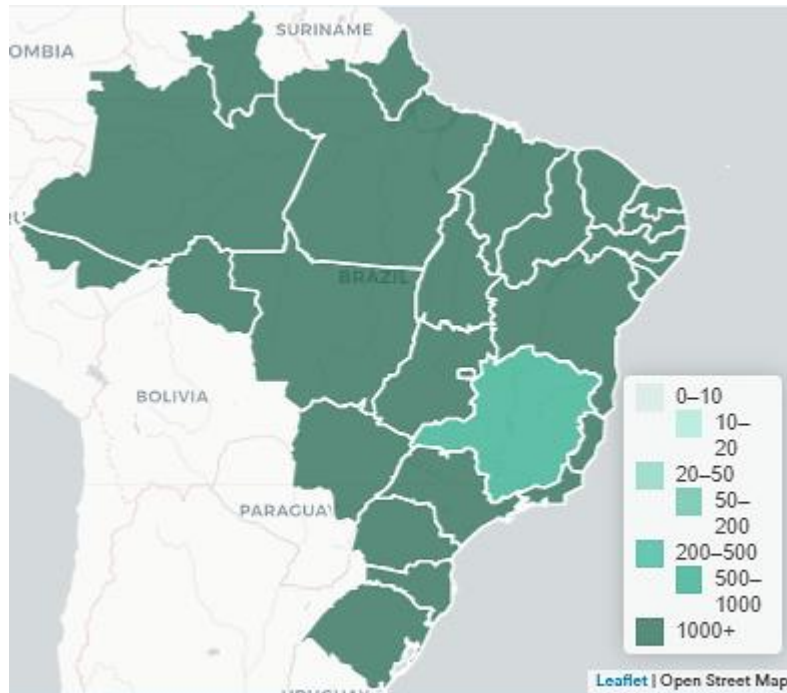 SURINAME
OMBIA
BRAZIL
BOLIVIA
PARAGUAY
0–10
10–
20
20–50
50–
200
200–500
500–
1000
1000+
Leaflet | Open Street Map